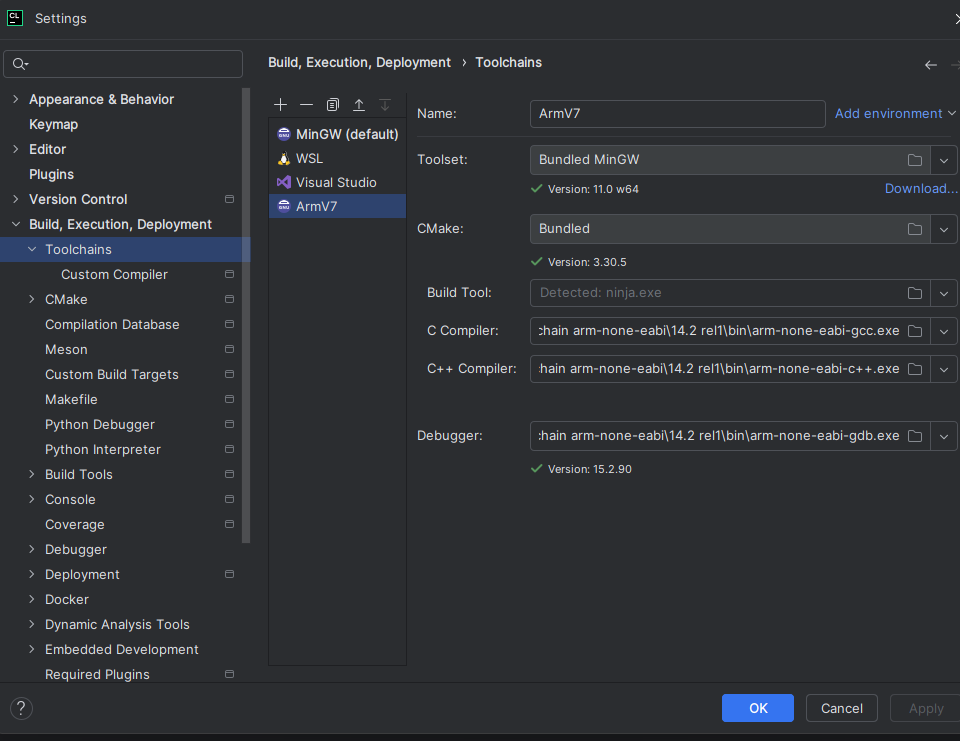 CL
Settings
Appearance & Behavior
Keymap
Editor
Plugins
Version Control
Build, Execution, Deployment
Toolchains
Custom Compiler
CMake
Compilation Database
Meson
Custom Build Targets
Makefile
Python Debugger
Python Interpreter
Build Tools
Console
Coverage
Debugger
Deployment
Docker
Dynamic Analysis Tools
Embedded Development
Required Plugins
Build, Execution, Deployment › Toolchains
MinGW (default)
WSL
Visual Studio
ArmV7
Name: ArmV7 Add environment
Toolset: Bundled MinGW
Version: 11.0 w64 Download...
CMake: Bundled
Version: 3.30.5
Build Tool: Detected: ninja.exe
C Compiler: chain arm-none-eabi\14.2 rel1\bin\arm-none-eabi-gcc.exe
C++ Compiler: hain arm-none-eabi\14.2 rel1\bin\arm-none-eabi-c++.exe
Debugger: chain arm-none-eabi\14.2 rel1\bin\arm-none-eabi-gdb.exe
Version: 15.2.90
?
OK
Cancel
Apply